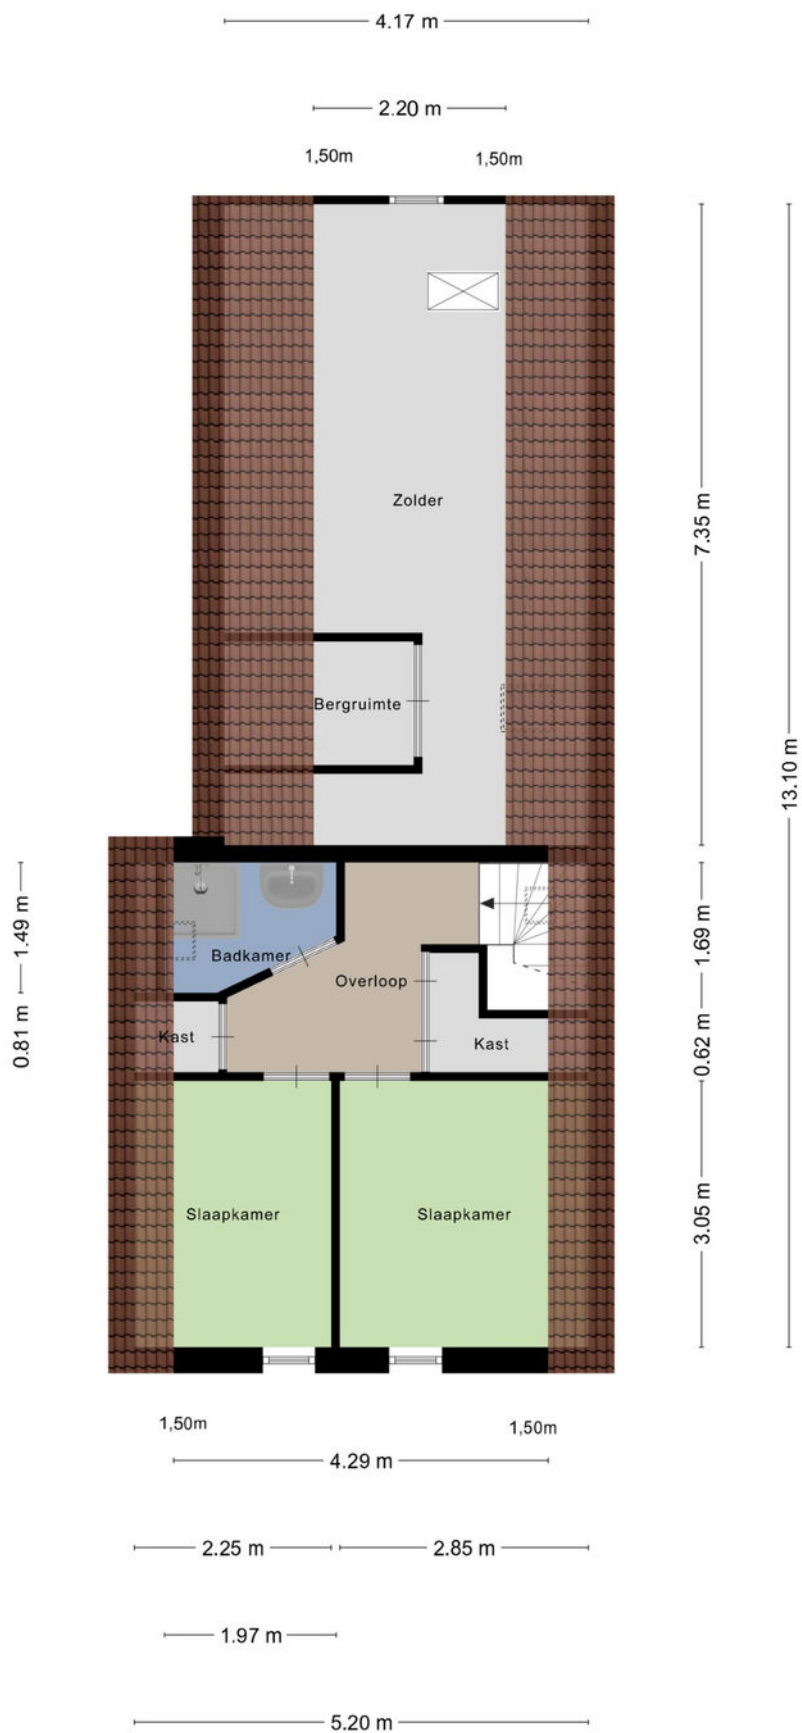 4.17 m
2.20 m
1,50m 1,50m
Zolder
7.35 m
Bergruimte
13.10 m
1.49 m
1.69 m
Badkamer
Overloop
0.81 m
Kast
Kast
0.62 m
Slaapkamer Slaapkamer
3.05 m
1,50m 1,50m
4.29 m
2.25 m 2.85 m
1.97 m
5.20 m